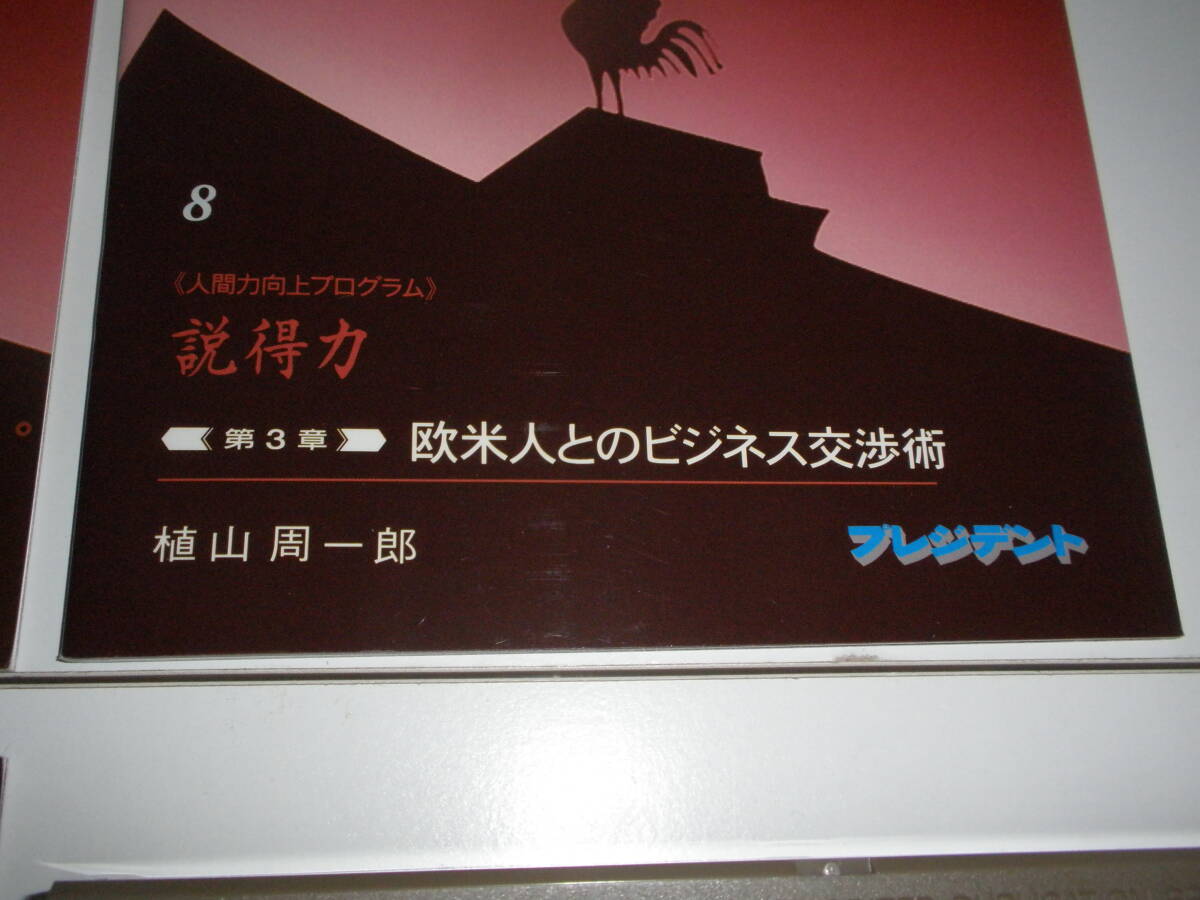 8
《人間力向上プログラム》
説得力
第3章 欧米人とのビジネス交渉術
植山 周一郎
プレジデント